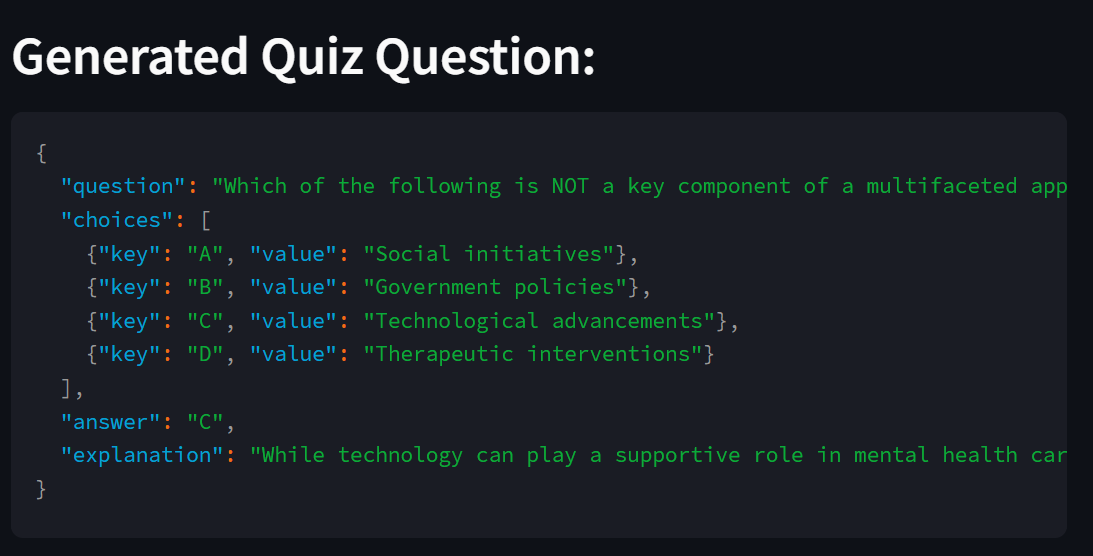 Generated Quiz Question:
{
"question": "Which of the following is NOT a key component of a multifaceted app
"choices": [
{"key": "A", "value": "Social initiatives"},
{"key": "B", "value": "Government policies"},
{"key": "C", "value": "Technological advancements"},
{"key": "D", "value": "Therapeutic interventions"}
],
"answer": "C",
"explanation": "While technology can play a supportive role in mental health car
}